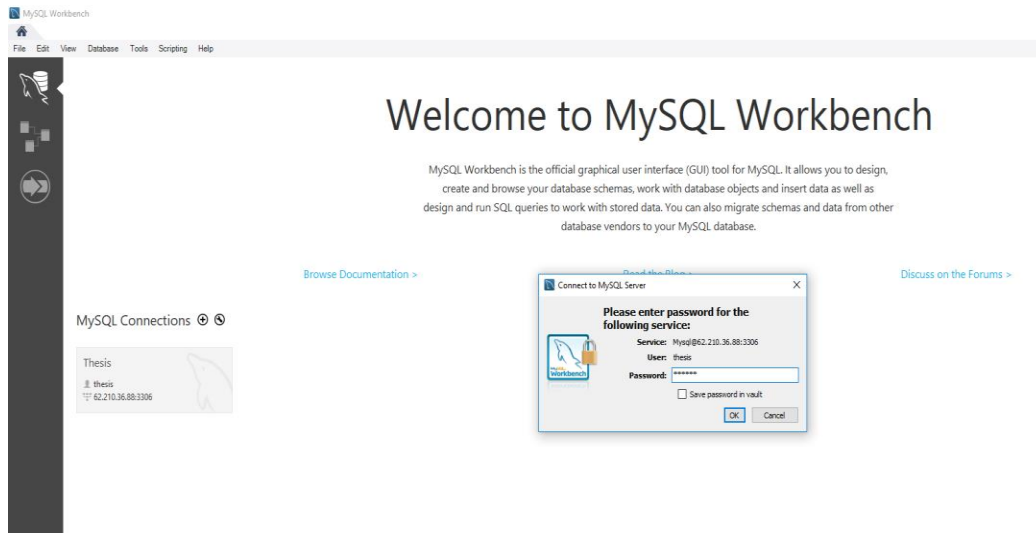 MySQL Workbench
File Edit View Database Tools Scripting Help
Welcome to MySQL Workbench
MySQL Workbench is the official graphical user interface (GUI) tool for MySQL. It allows you to design,
create and browse your database schemas, work with database objects and insert data as well as
design and run SQL queries to work with stored data. You can also migrate schemas and data from other
database vendors to your MySQL database.
Browse Documentation > Read the Blog > Discuss on the Forums >
MySQL Connections
Thesis
thesis
62.210.36.88:3306
Connect to MySQL Server
Please enter password for the
following service:
Service: Mysql@62.210.36.88:3306
User: thesis
Password: ******
Save password in vault
OK Cancel
MySQL
Workbench